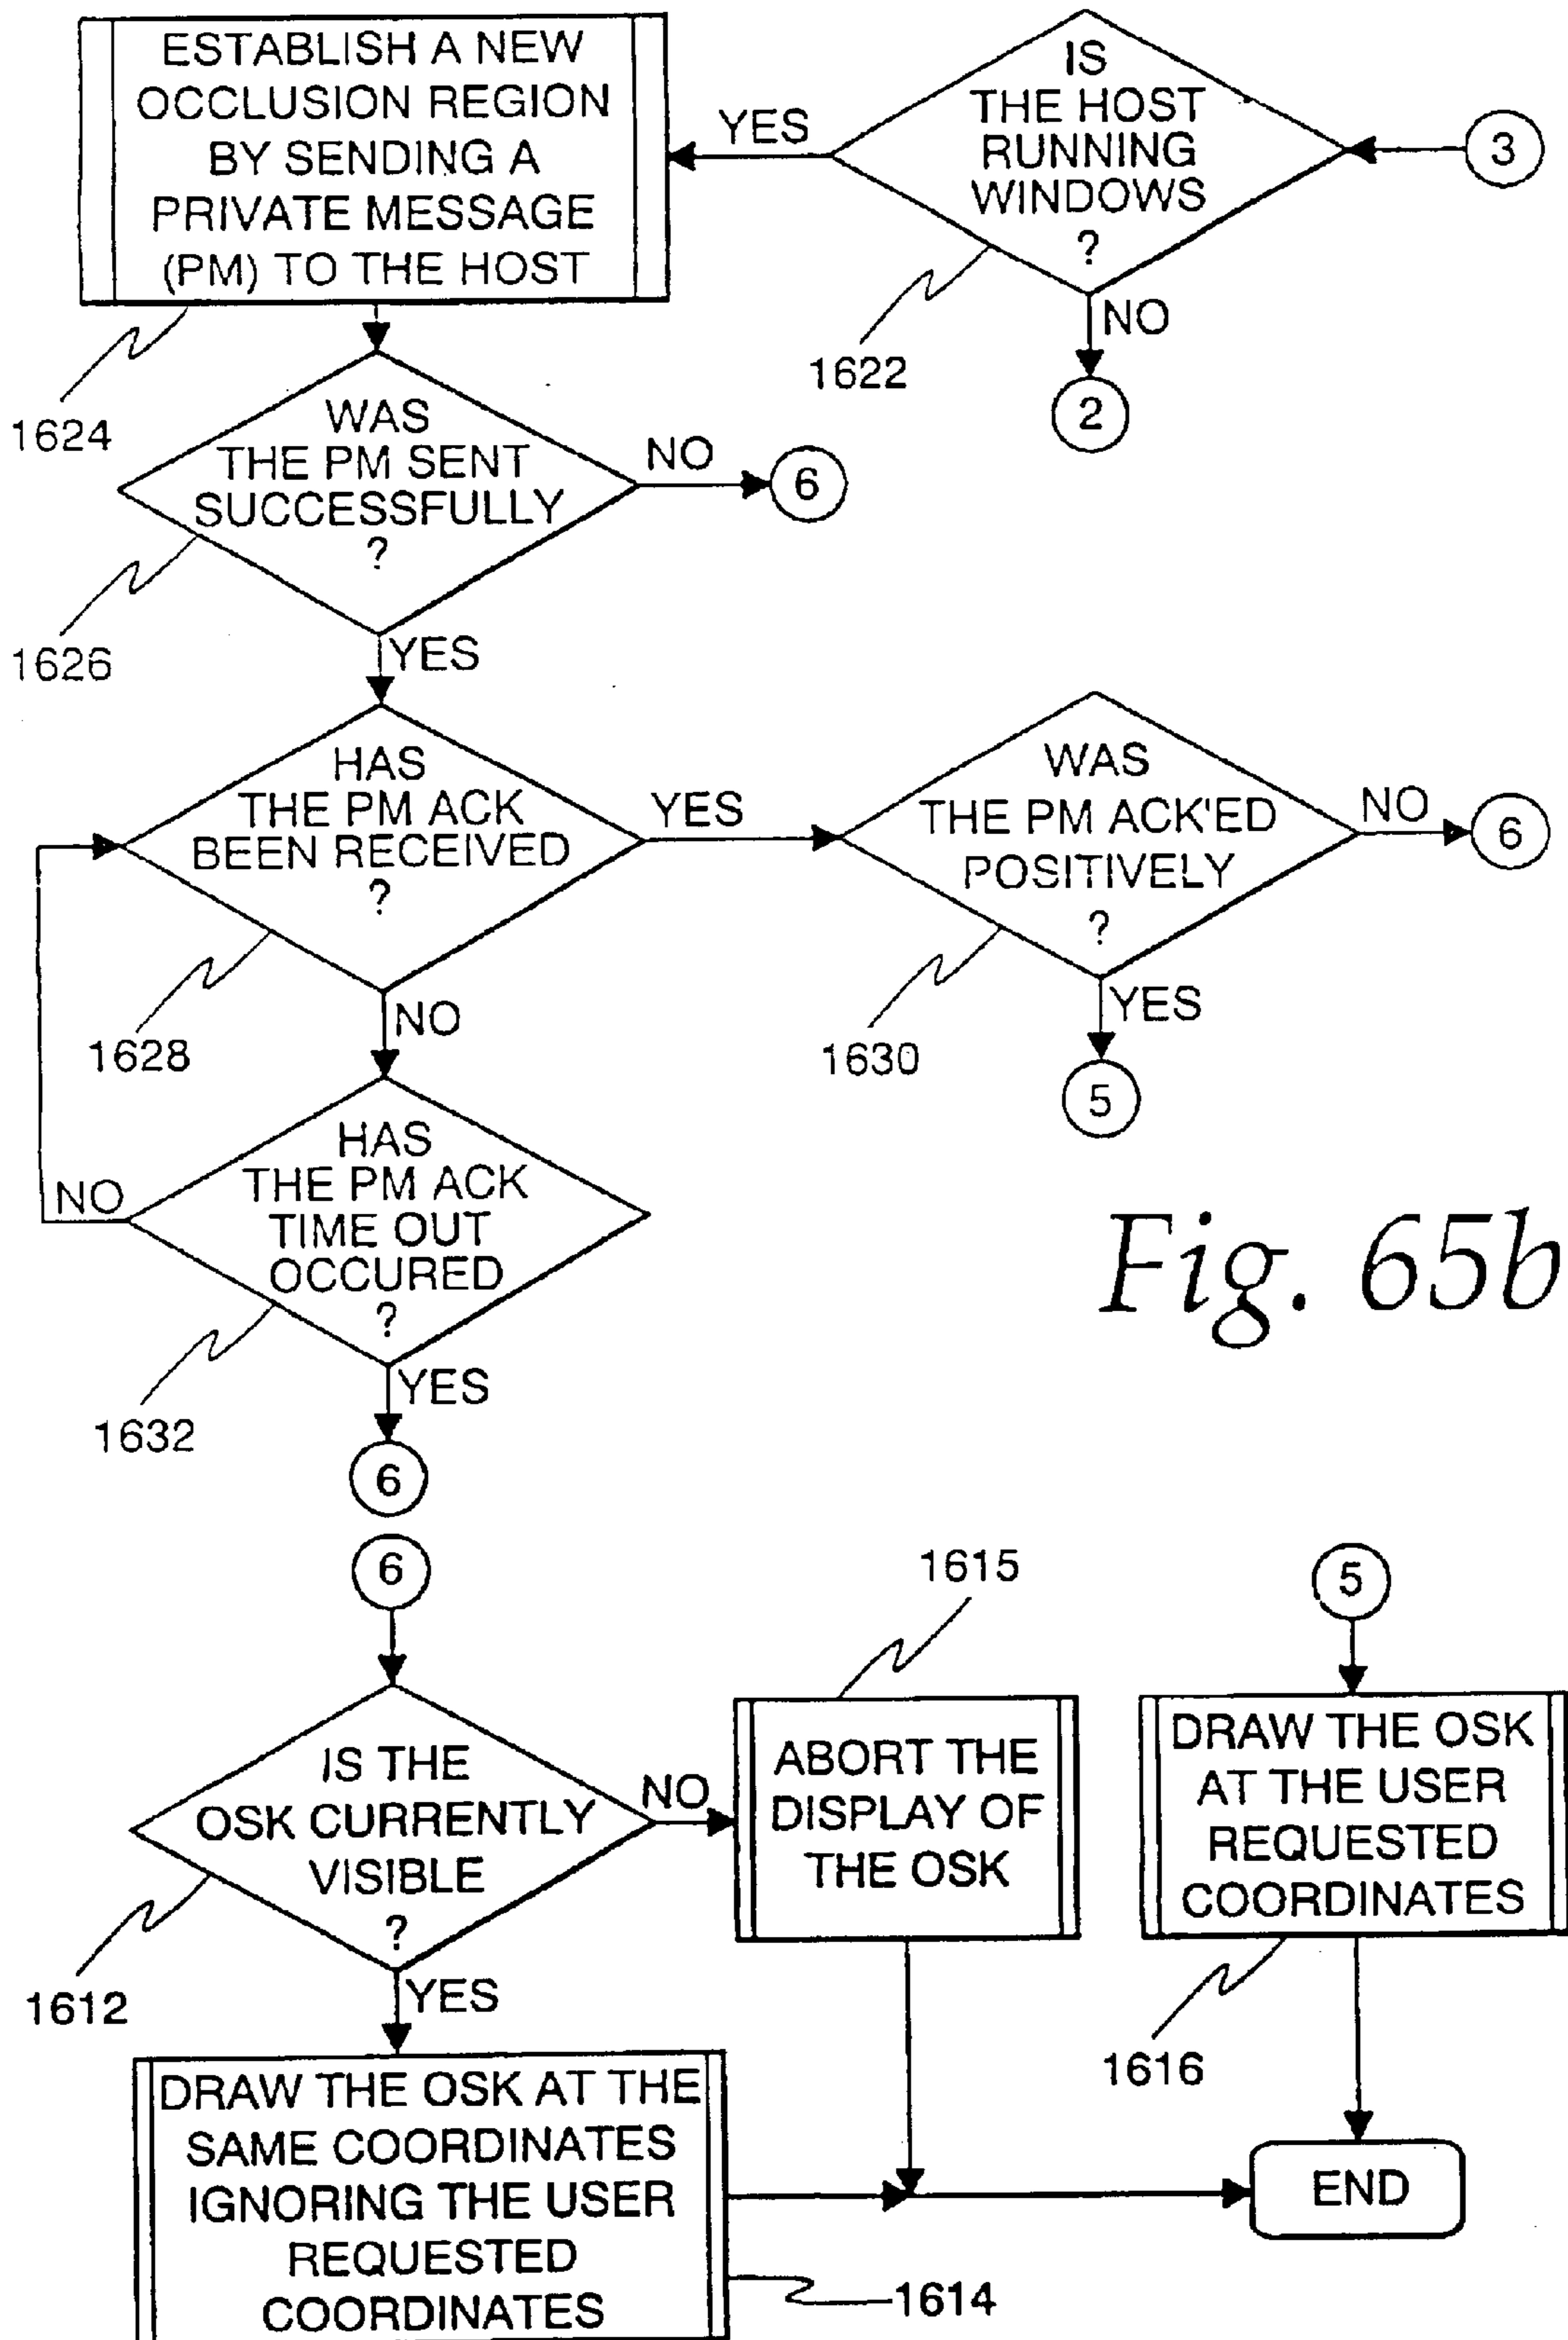 ESTABLISH A NEW
OCCLUSION REGION
BY SENDING A
PRIVATE MESSAGE
(PM) TO THE HOST
YES
IS
THE HOST
RUNNING
WINDOWS
?
3
1624
NO
1622
2
WAS
THE PM SENT
SUCCESSFULLY
?
NO
6
1626
YES
HAS
THE PM ACK
BEEN RECEIVED
?
YES
WAS
THE PM ACK'ED
POSITIVELY
?
NO
6
1628
NO
1630
YES
5
HAS
THE PM ACK
TIME OUT
OCCURED
?
NO
1632
YES
6
Fig. 65b
6
IS THE
OSK CURRENTLY
VISIBLE
?
NO
1615
ABORT THE
DISPLAY OF
THE OSK
5
DRAW THE OSK
AT THE USER
REQUESTED
COORDINATES
1612
YES
1616
DRAW THE OSK AT THE
SAME COORDINATES
IGNORING THE USER
REQUESTED
COORDINATES
1614
END